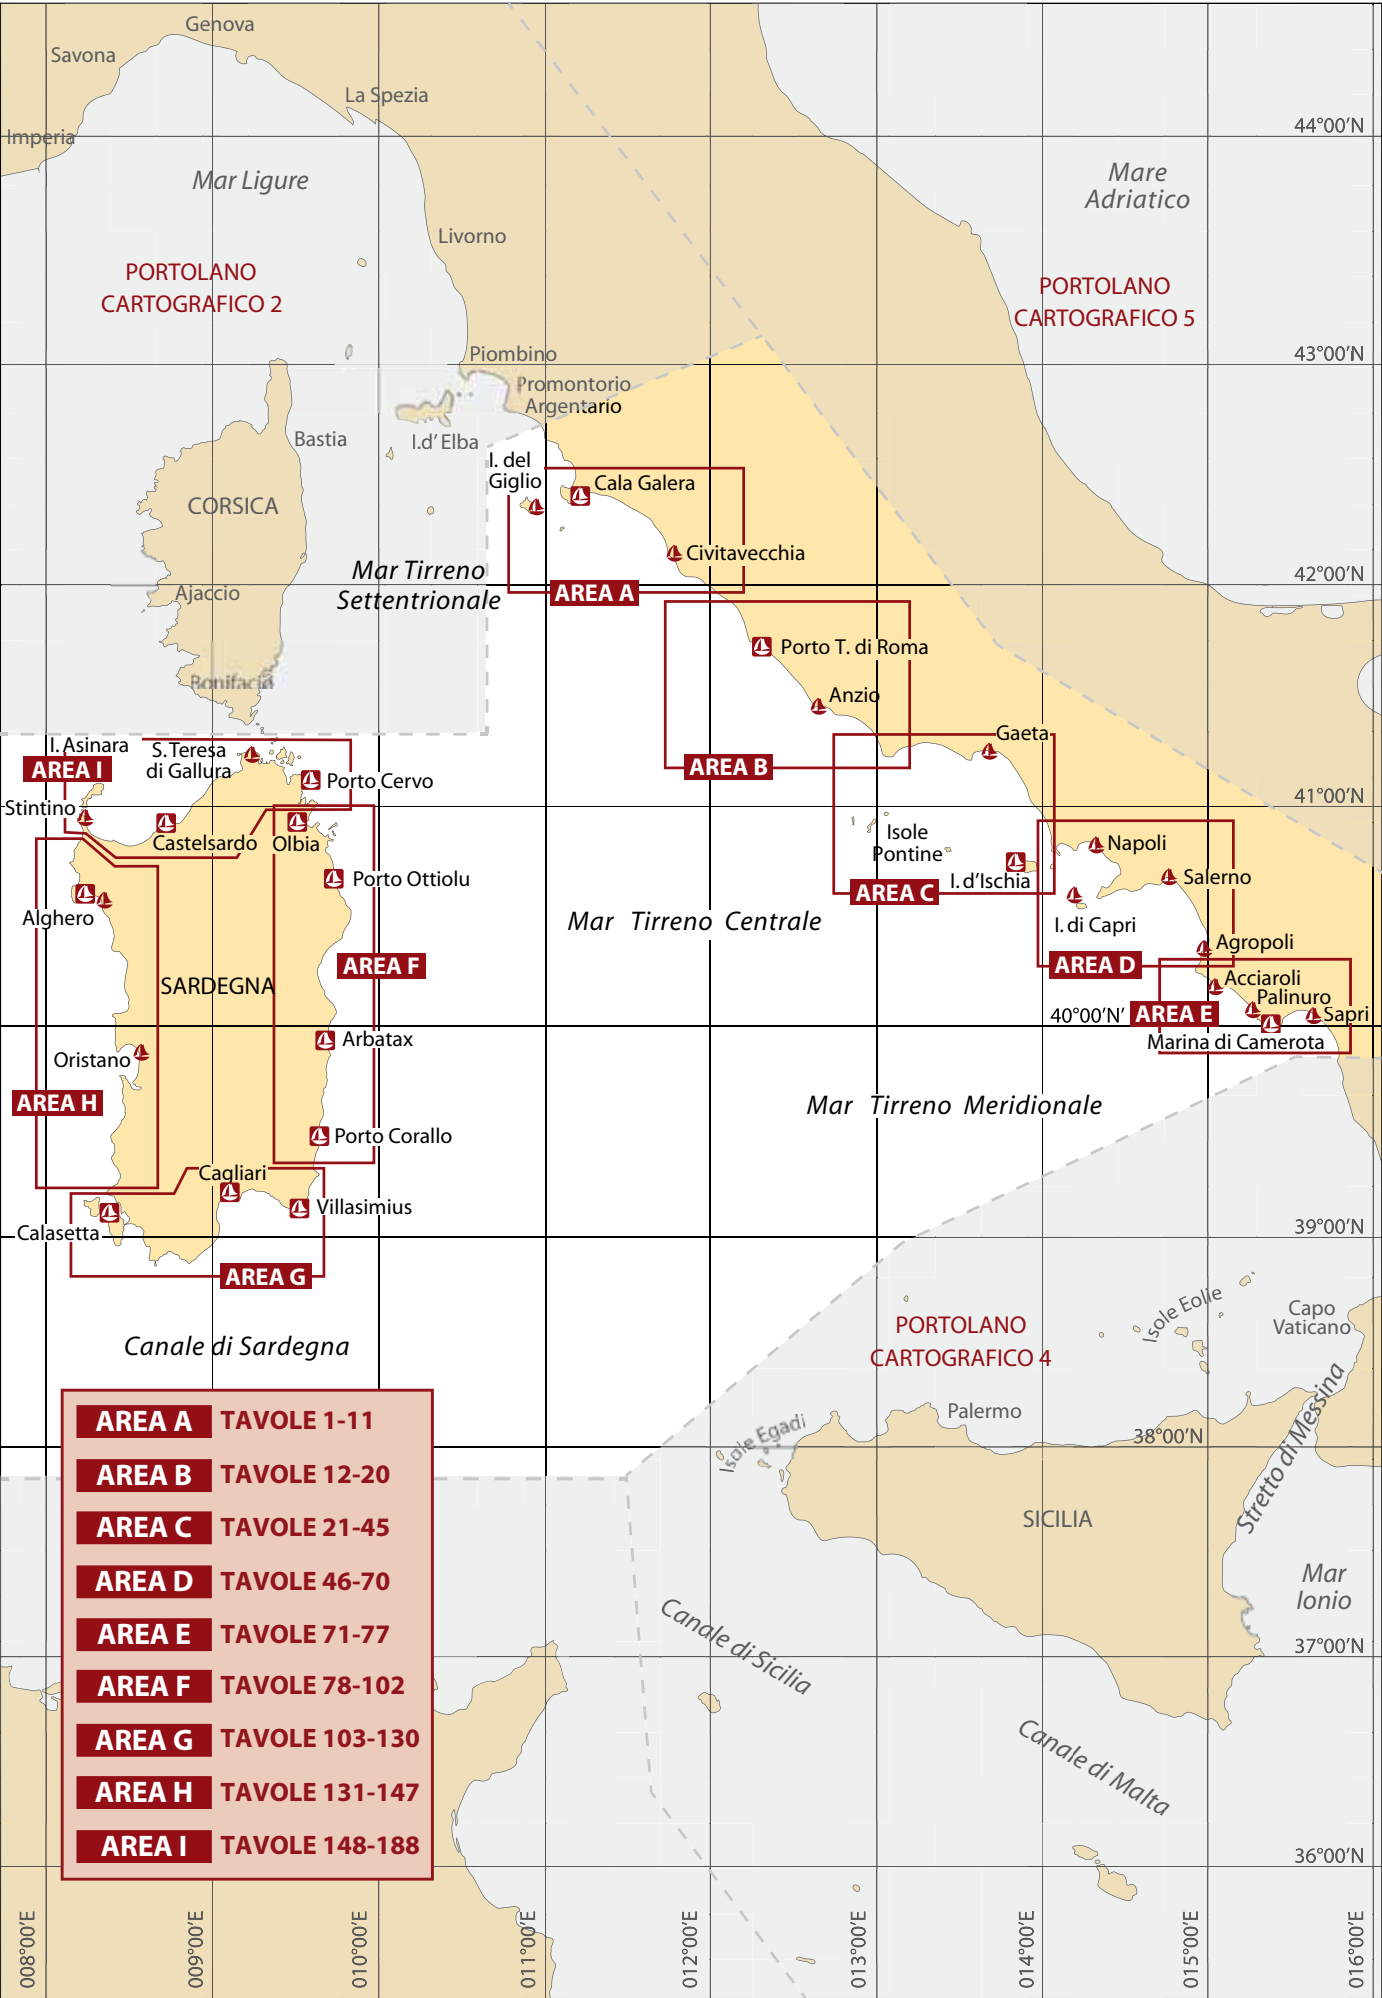 Genova
Savona
La Spezia
Imperia
44°00'N
Mar Ligure
Mare
Adriatico
Livorno
PORTOLANO
CARTOGRAFICO 2
PORTOLANO
CARTOGRAFICO 5
Piombino
43°00'N
Promontorio
Argentario
Bastia
I.d'Elba
I. del
Giglio
Cala Galera
CORSICA
Civitavecchia
Mar Tirreno
Settentrionale
42°00'N
Ajaccio
AREA A
Porto T. di Roma
Bonifacio
Anzio
Gaeta
I. Asinara
S. Teresa
di Gallura
AREA I
AREA B
Porto Cervo
41°00'N
Stintino
Castelsardo
Olbia
Isole
Pontine
Napoli
Porto Ottiolu
I. d'Ischia
Salerno
AREA C
Alghero
Mar Tirreno Centrale
I. di Capri
Agropoli
AREA F
AREA D
SARDEGNA
Acciaroli
Palinuro
40°00'N'
AREA E
Sapri
Arbatax
Marina di Camerota
Oristano
AREA H
Mar Tirreno Meridionale
Porto Corallo
Cagliari
Villasimius
Calasetta
39°00'N
AREA G
Isole Eolie
Capo
Vaticano
Canale di Sardegna
PORTOLANO
CARTOGRAFICO 4
Stretto di Messina
Palermo
Isole Egadi
38°00'N
AREA A TAVOLE 1-11
AREA B TAVOLE 12-20
AREA C TAVOLE 21-45
AREA D TAVOLE 46-70
AREA E TAVOLE 71-77
AREA F TAVOLE 78-102
AREA G TAVOLE 103-130
AREA H TAVOLE 131-147
AREA I TAVOLE 148-188
SICILIA
Mar
Ionio
Canale di Sicilia
37°00'N
Canale di Malta
36°00'N
008°00'E
009°00'E
010°00'E
011°00'E
012°00'E
013°00'E
014°00'E
015°00'E
016°00'E